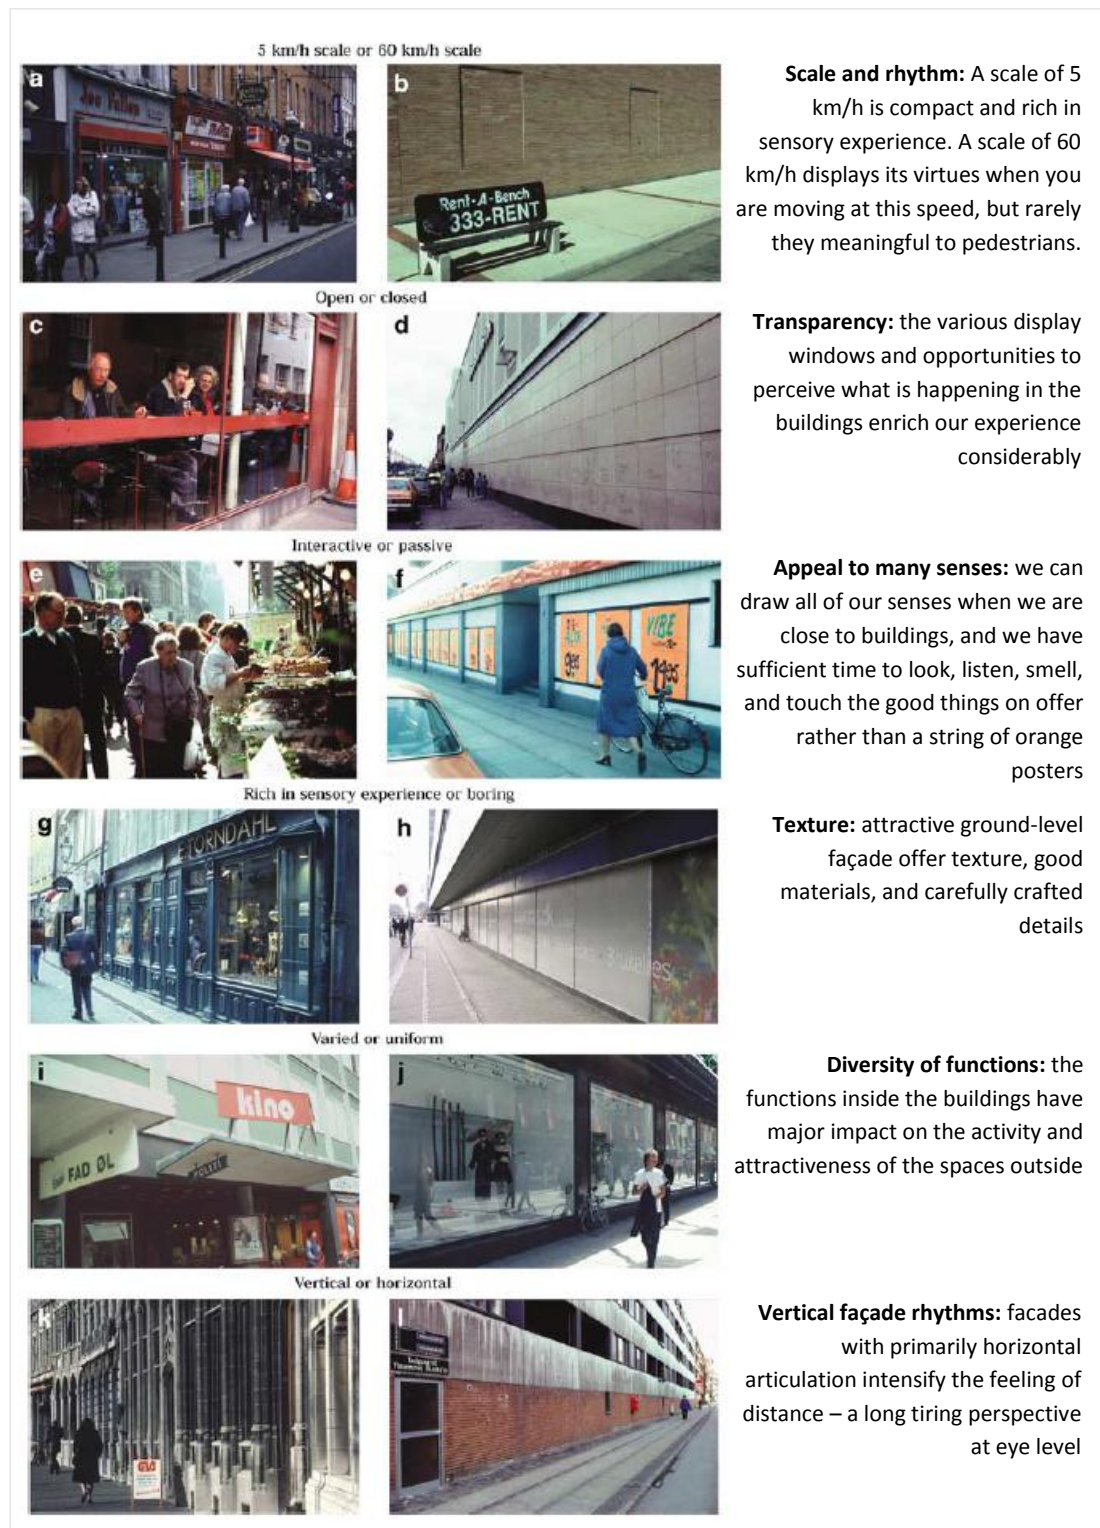 5 km/h scale or 60 km/h scale
a
Joe
b
Rent-A-Bench
333-RENT
Scale and rhythm: A scale of 5
km/h is compact and rich in
sensory experience. A scale of 60
km/h displays its virtues when you
are moving at this speed, but rarely
they meaningful to pedestrians.
Open or closed
c
d
Transparency: the various display
windows and opportunities to
perceive what is happening in the
buildings enrich our experience
considerably
Interactive or passive
e
f
VIBE
Appeal to many senses: we can
draw all of our senses when we are
close to buildings, and we have
sufficient time to look, listen, smell,
and touch the good things on offer
rather than a string of orange
posters
Rich in sensory experience or boring
g
TORNDAHL
h
Bruxelles
Texture: attractive ground-level
façade offer texture, good
materials, and carefully crafted
details
Varied or uniform
i
kino
FAD ØL
j
Diversity of functions: the
functions inside the buildings have
major impact on the activity and
attractiveness of the spaces outside
Vertical or horizontal
k
l
Vertical façade rhythms: facades
with primarily horizontal
articulation intensify the feeling of
distance – a long tiring perspective
at eye level